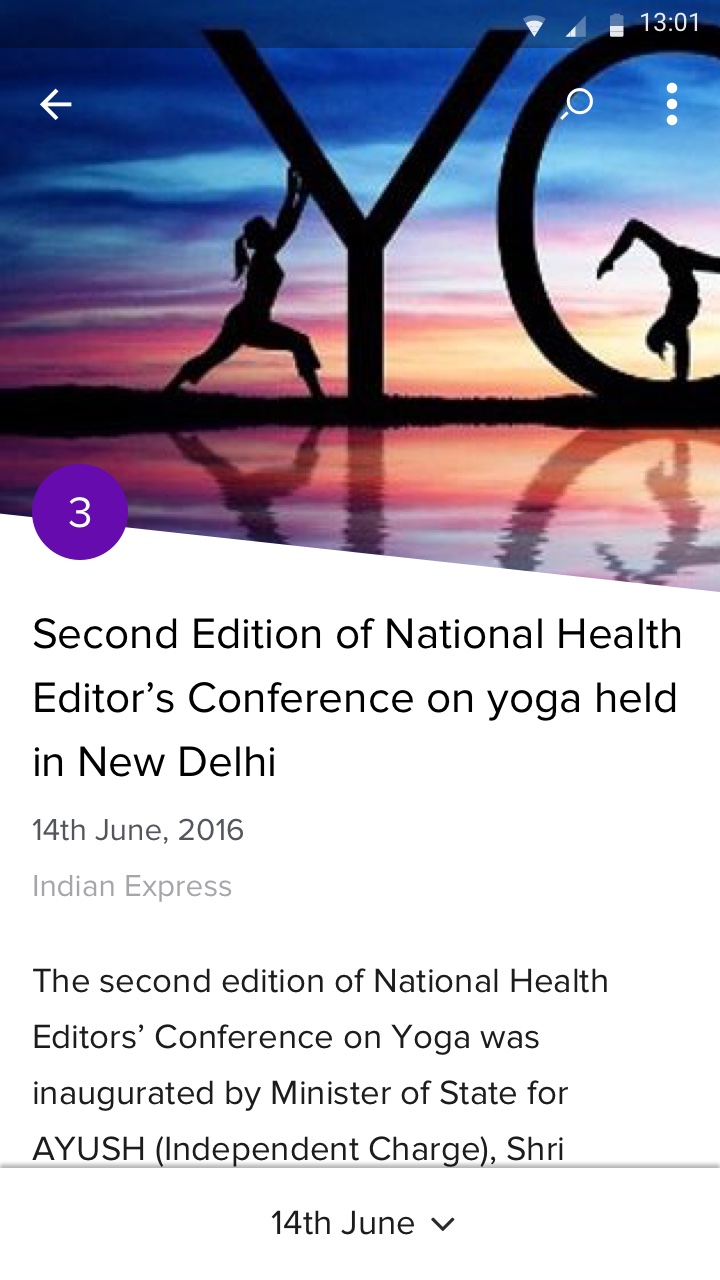 13:01
YO
3
Second Edition of National Health
Editor’s Conference on yoga held
in New Delhi
14th June, 2016
Indian Express
The second edition of National Health
Editors’ Conference on Yoga was
inaugurated by Minister of State for
AYUSH (Independent Charge), Shri
14th June